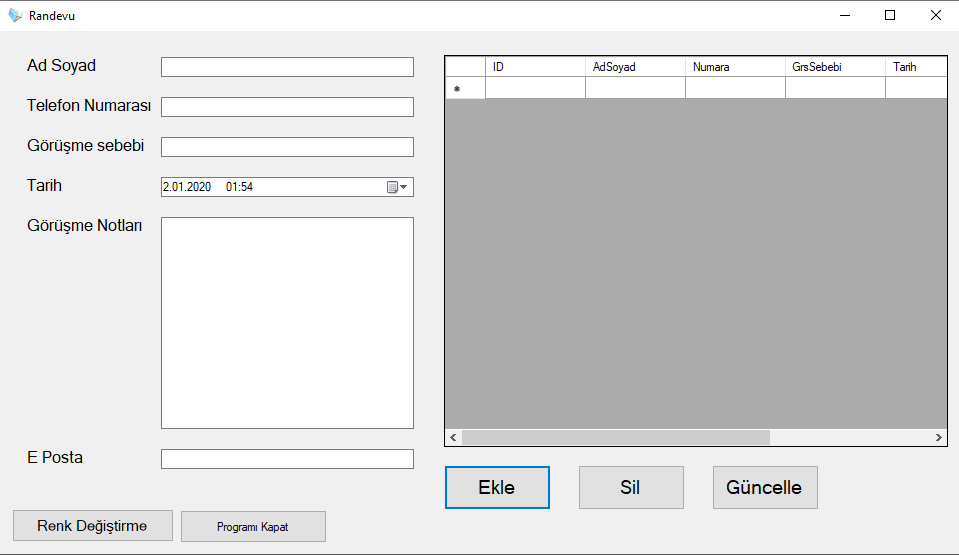 Randevu
Ad Soyad
Telefon Numarası
Görüşme sebebi
Tarih
2.01.2020 01:54
Görüşme Notları
E Posta
Renk Değiştirme
Programı Kapat
ID AdSoyad Numara GrsSebebi Tarih
Ekle
Sil
Güncelle